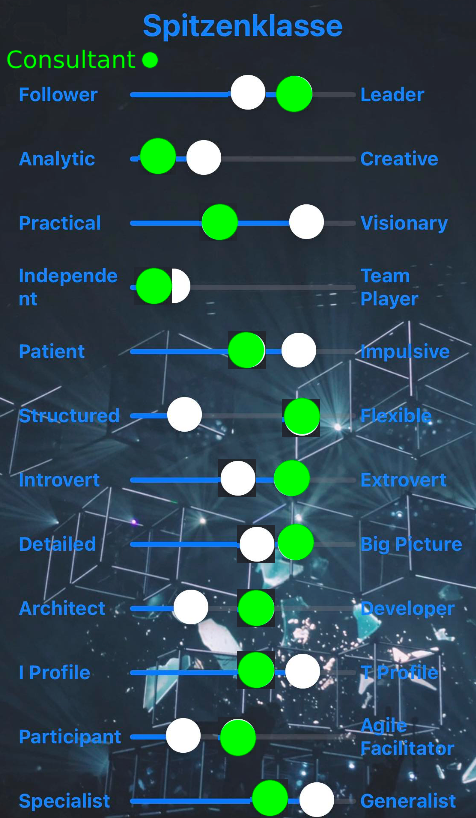 Spitzenklasse
Consultant
Follower Leader
Analytic Creative
Practical Visionary
Independe
nt
Team
Player
Patient Impulsive
Structured Flexible
Introvert Extrovert
Detailed Big Picture
Architect Developer
I Profile T Profile
Participant
Agile
Facilitator
Specialist Generalist